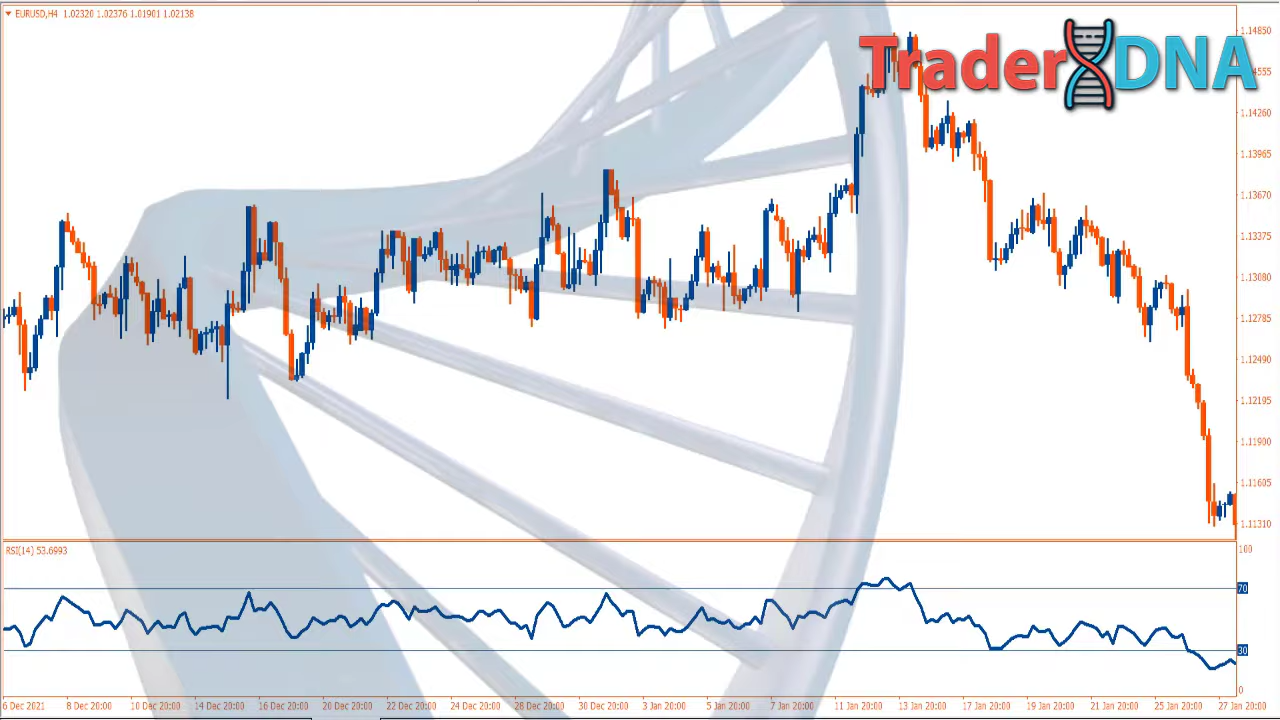 EURUSD,H4 1.02320 1.02376 1.01901 1.02138
TraderDNA
1.14850
1.14260
1.13965
1.13670
1.13375
1.13080
1.12785
1.12490
1.12195
1.11900
1.11605
1.11310
RSI(14) 53.6993
100
70
30
0
6 Dec 2021
8 Dec 20:00
10 Dec 20:00
14 Dec 20:00
16 Dec 20:00
20 Dec 20:00
22 Dec 20:00
24 Dec 20:00
28 Dec 20:00
30 Dec 20:00
3 Jan 20:00
5 Jan 20:00
7 Jan 20:00
11 Jan 20:00
13 Jan 20:00
17 Jan 20:00
19 Jan 20:00
21 Jan 20:00
25 Jan 20:00
27 Jan 20:00